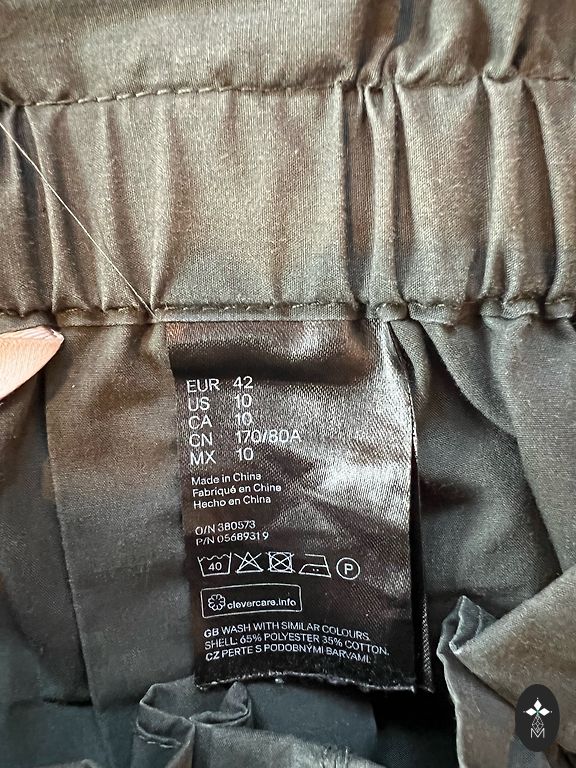 EUR 42
US 10
CA 10
CN 170/80A
MX 10
Made in China
Fabriqué en Chine
Hecho en China
O/N 380573
P/N 05689319
40 P
clevercare.info
GB WASH WITH SIMILAR COLOURS.
SHELL: 65% POLYESTER 35% COTTON.
CZ PERTE S PODOBNÝMI BARVAMI.
M